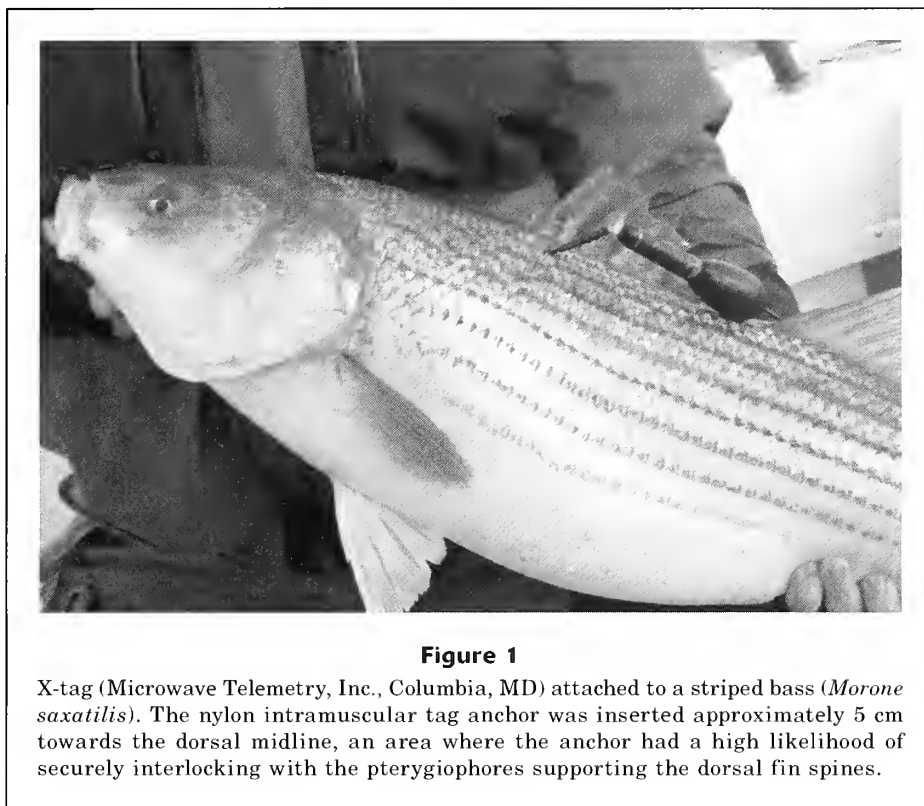 Figure 1
X-tag (Microwave Telemetry, Inc., Columbia, MD) attached to a striped bass (Morone
saxatilis). The nylon intramuscular tag anchor was inserted approximately 5 cm
towards the dorsal midline, an area where the anchor had a high likelihood of
securely interlocking with the pterygiophores supporting the dorsal fin spines.